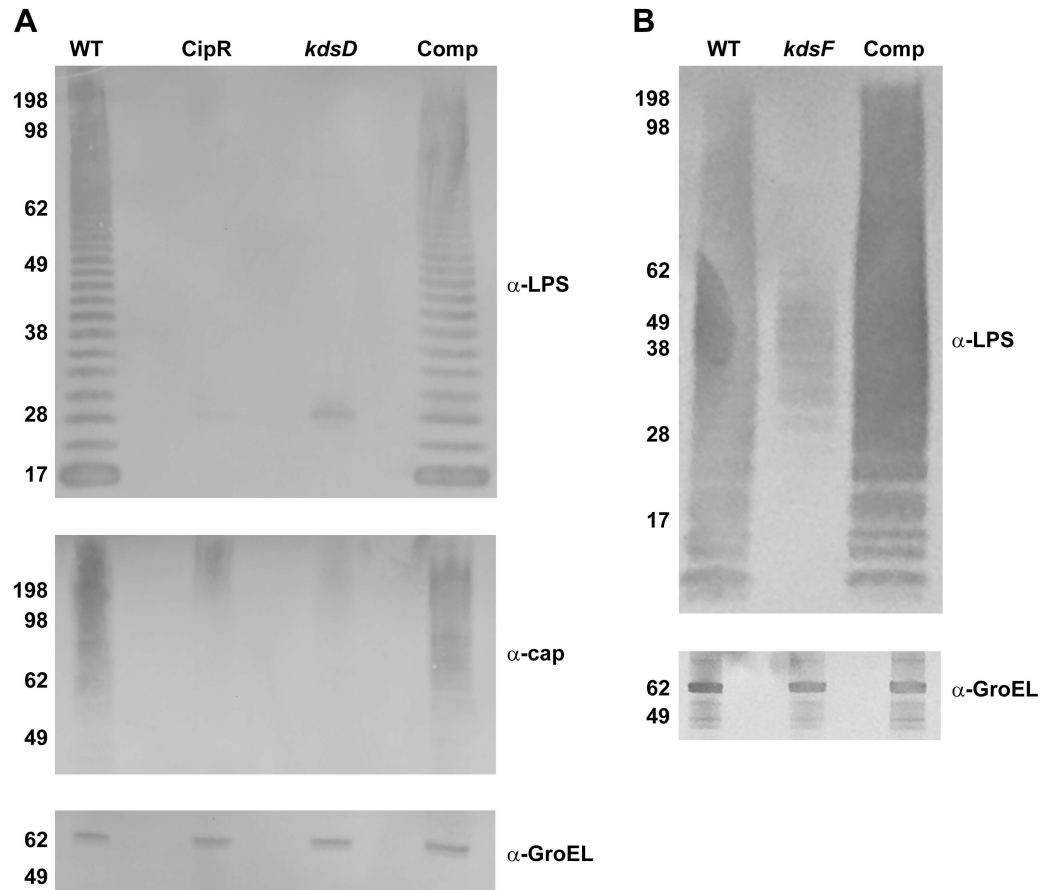 A
WT CipR kdsD Comp
198
98
62
49
38
28
17
α-LPS
198
98
62
49
α-cap
62
49
α-GroEL
B
WT kdsF Comp
198
98
62
49
38
28
17
α-LPS
62
49
α-GroEL